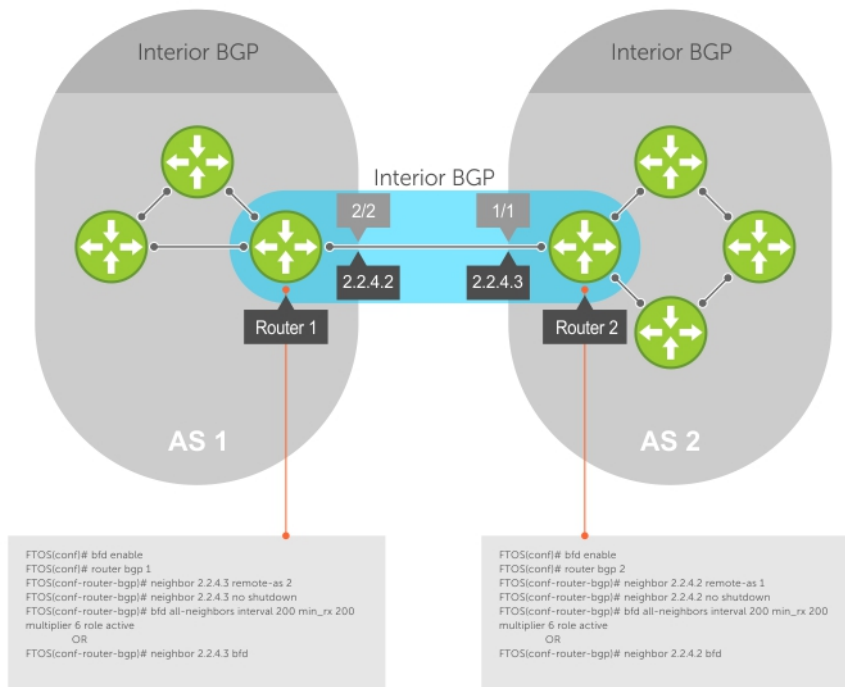 Interior BGP
Interior BGP
Interior BGP
2/2
1/1
2.2.4.2
2.2.4.3
Router 1
Router 2
AS 1
AS 2
FTOS(conf)# bfd enable
FTOS(conf)# router bgp 1
FTOS(conf-router-bgp)# neighbor 2.2.4.3 remote-as 2
FTOS(conf-router-bgp)# neighbor 2.2.4.3 no shutdown
FTOS(conf-router-bgp)# bfd all-neighbors interval 200 min_rx 200
multiplier 6 role active
OR
FTOS(conf-router-bgp)# neighbor 2.2.4.3 bfd
FTOS(conf)# bfd enable
FTOS(conf)# router bgp 2
FTOS(conf-router-bgp)# neighbor 2.2.4.2 remote-as 1
FTOS(conf-router-bgp)# neighbor 2.2.4.2 no shutdown
FTOS(conf-router-bgp)# bfd all-neighbors interval 200 min_rx 200
multiplier 6 role active
OR
FTOS(conf-router-bgp)# neighbor 2.2.4.2 bfd